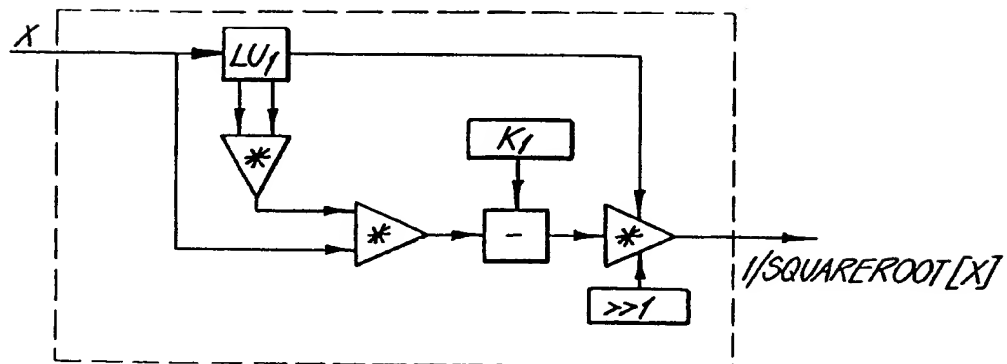 X
LU1
*
K1
*
-
*
>>1
1/SQUAREROOT [X]